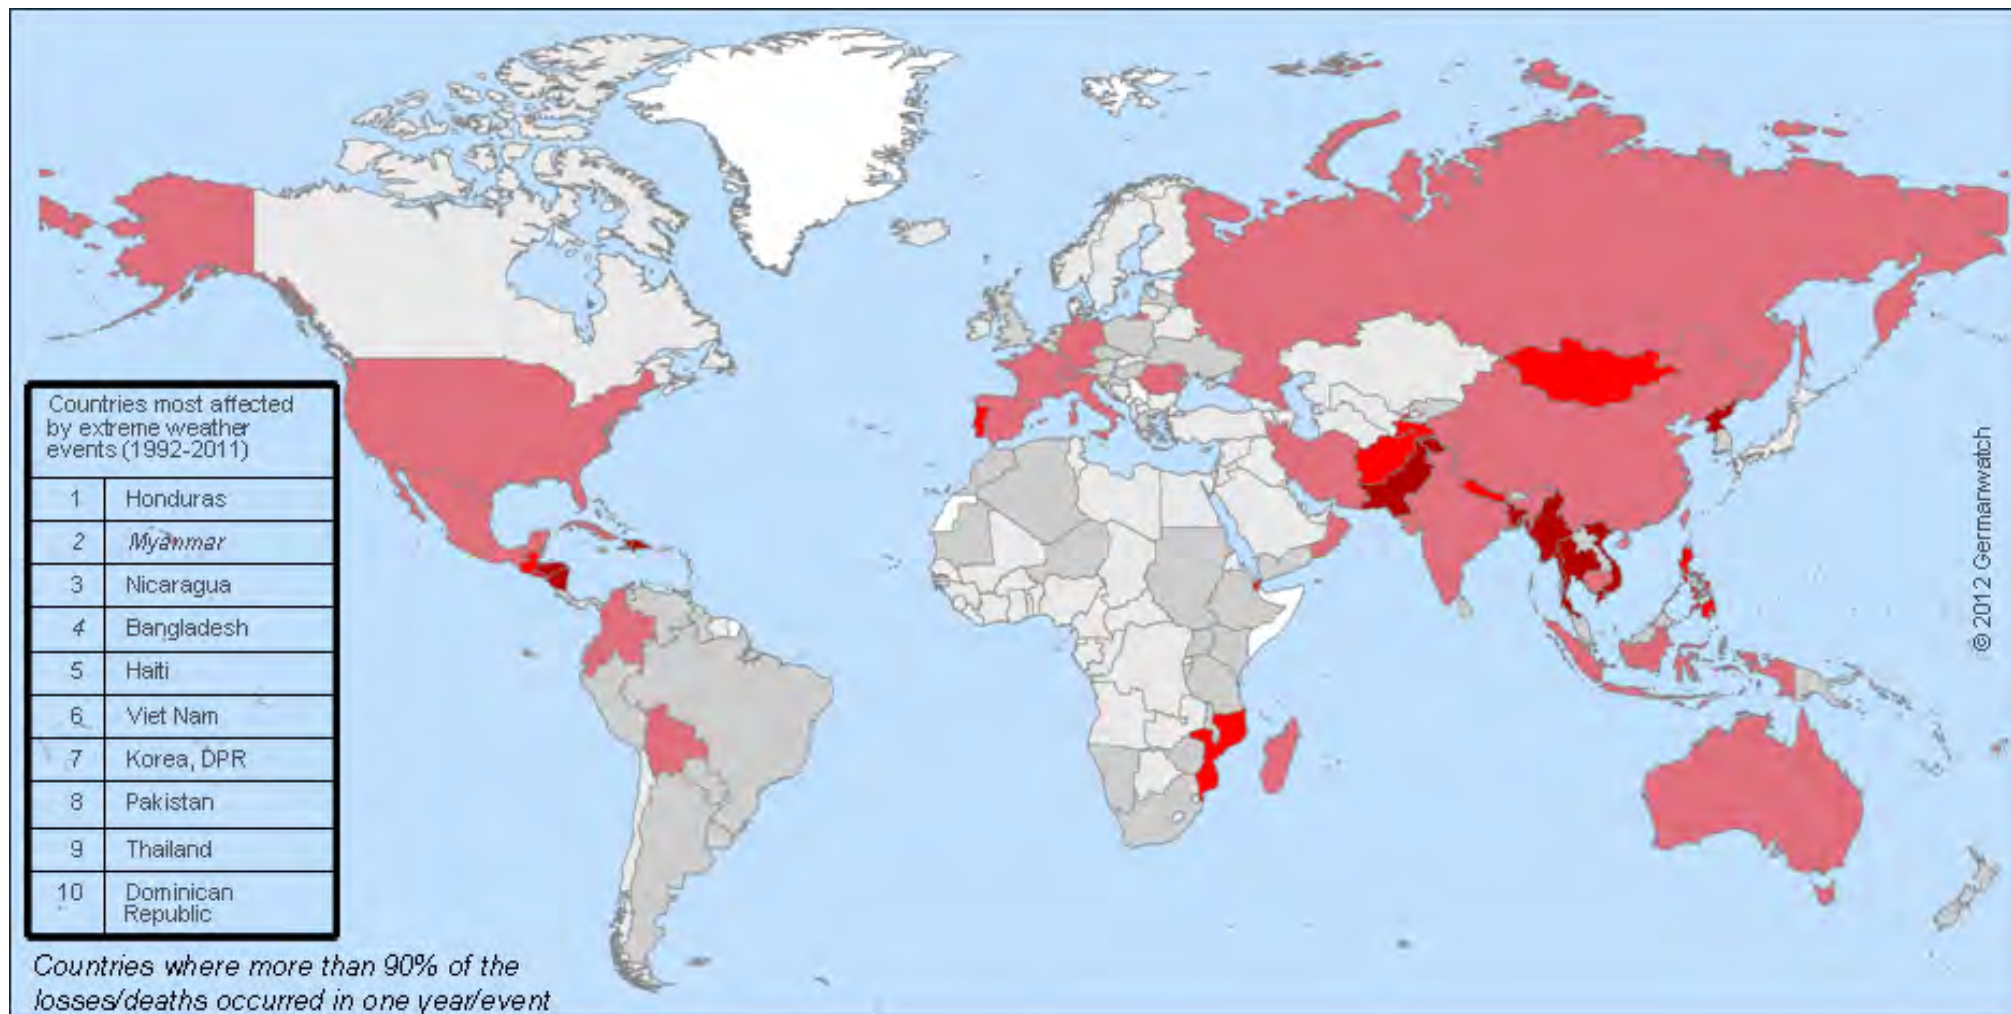 Countries most affected
by extreme weather
events (1992-2011)
1 Honduras
2 Myanmar
3 Nicaragua
4 Bangladesh
5 Haiti
6 Viet Nam
7 Korea, DPR
8 Pakistan
9 Thailand
10 Dominican
Republic
Countries where more than 90% of the
losses/deaths occurred in one year/event
© 2012 Germanwatch